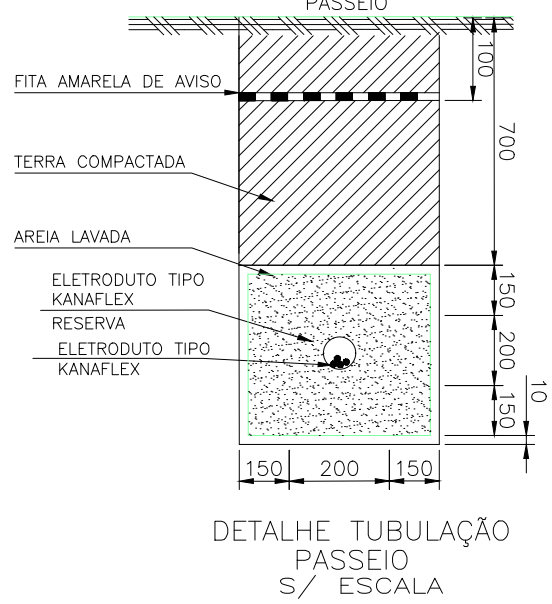 PASSEIO
100
FITA AMARELA DE AVISO
700
TERRA COMPACTADA
AREIA LAVADA
ELETRODUTO TIPO
KANAFLEX
RESERVA
ELETRODUTO TIPO
KANAFLEX
150
200
150
10
150
200
150
DETALHE TUBULAÇÃO
PASSEIO
S/ ESCALA